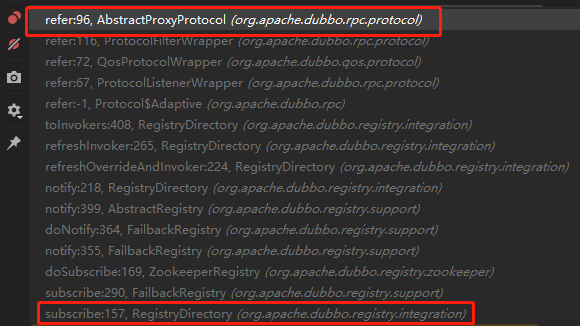 refer:96, AbstractProxyProtocol (org.apache.dubbo.rpc.protocol)
refer:116, ProtocolFilterWrapper (org.apache.dubbo.rpc.protocol)
refer:72, QosProtocolWrapper (org.apache.dubbo.qos.protocol)
refer:67, ProtocolListenerWrapper (org.apache.dubbo.rpc.protocol)
refer:-1, Protocol$Adaptive (org.apache.dubbo.rpc)
toInvokers:408, RegistryDirectory (org.apache.dubbo.registry.integration)
refreshInvoker:265, RegistryDirectory (org.apache.dubbo.registry.integration)
refreshOverrideAndInvoker:224, RegistryDirectory (org.apache.dubbo.registry.integration)
notify:218, RegistryDirectory (org.apache.dubbo.registry.integration)
notify:399, AbstractRegistry (org.apache.dubbo.registry.support)
doNotify:364, FailbackRegistry (org.apache.dubbo.registry.support)
notify:355, FailbackRegistry (org.apache.dubbo.registry.support)
doSubscribe:169, ZookeeperRegistry (org.apache.dubbo.registry.zookeeper)
subscribe:290, FailbackRegistry (org.apache.dubbo.registry.support)
subscribe:157, RegistryDirectory (org.apache.dubbo.registry.integration)